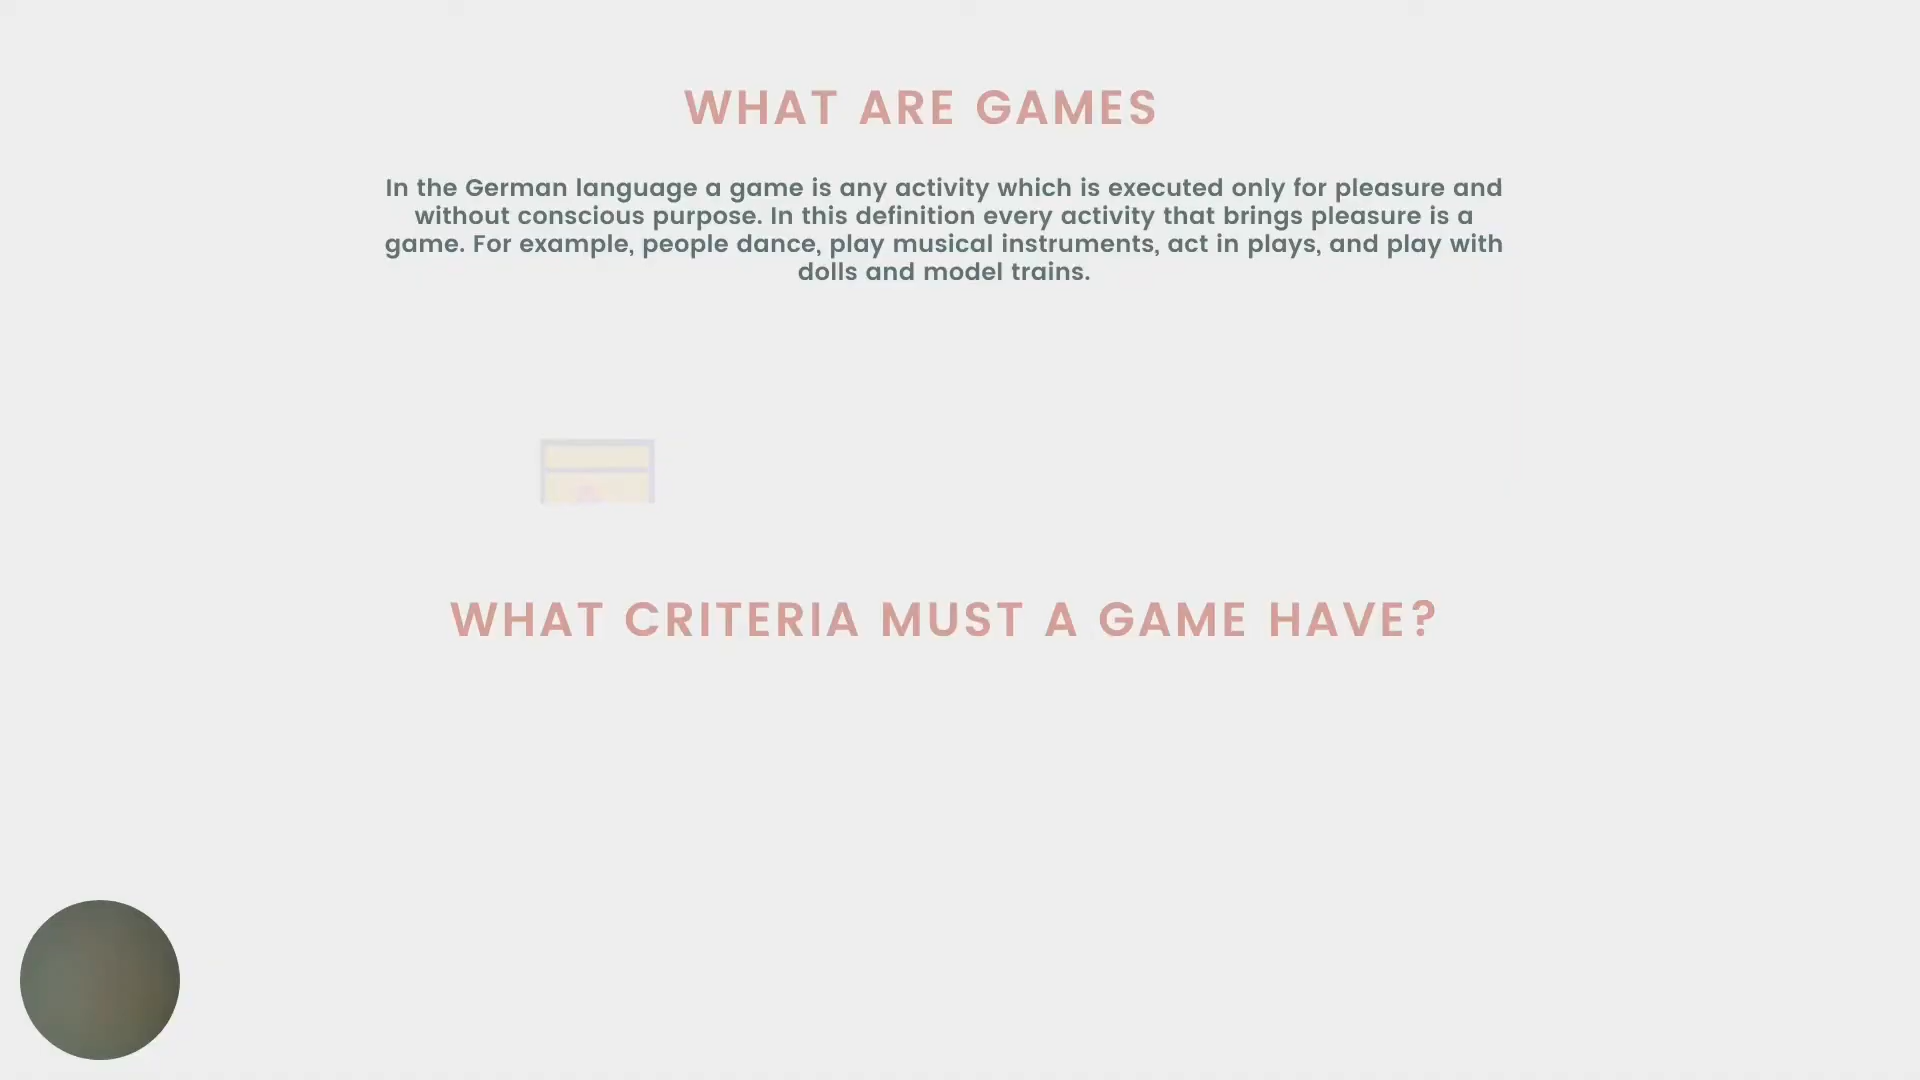 WHAT ARE GAMES
In the German language a game is any activity which is executed only for pleasure and
without conscious purpose. In this definition every activity that brings pleasure is a
game. For example, people dance, play musical instruments, act in plays, and play with
dolls and model trains.
WHAT CRITERIA MUST A GAME HAVE?